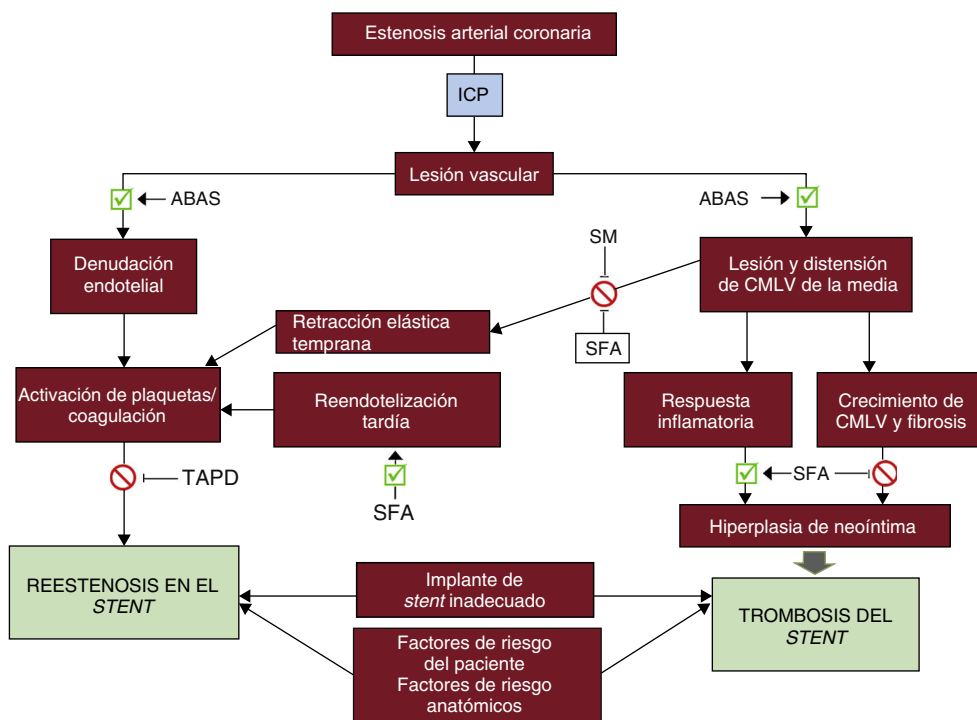 Estenosis arterial coronaria
ICP
Lesión vascular
ABAS
ABAS
Denudación
endotelial
SM
Lesión y distensión
de CMLV de la media
Retracción elástica
temprana
SFA
Activación de plaquetas/
coagulación
Reendotelización
tardía
Respuesta
inflamatoria
Crecimiento de
CMLV y fibrosis
TAPD
SFA
SFA
Hiperplasia de neoíntima
REESTENOSIS EN EL
STENT
Implante de
stent inadecuado
TROMBOSIS DEL
STENT
Factores de riesgo
del paciente
Factores de riesgo
anatómicos